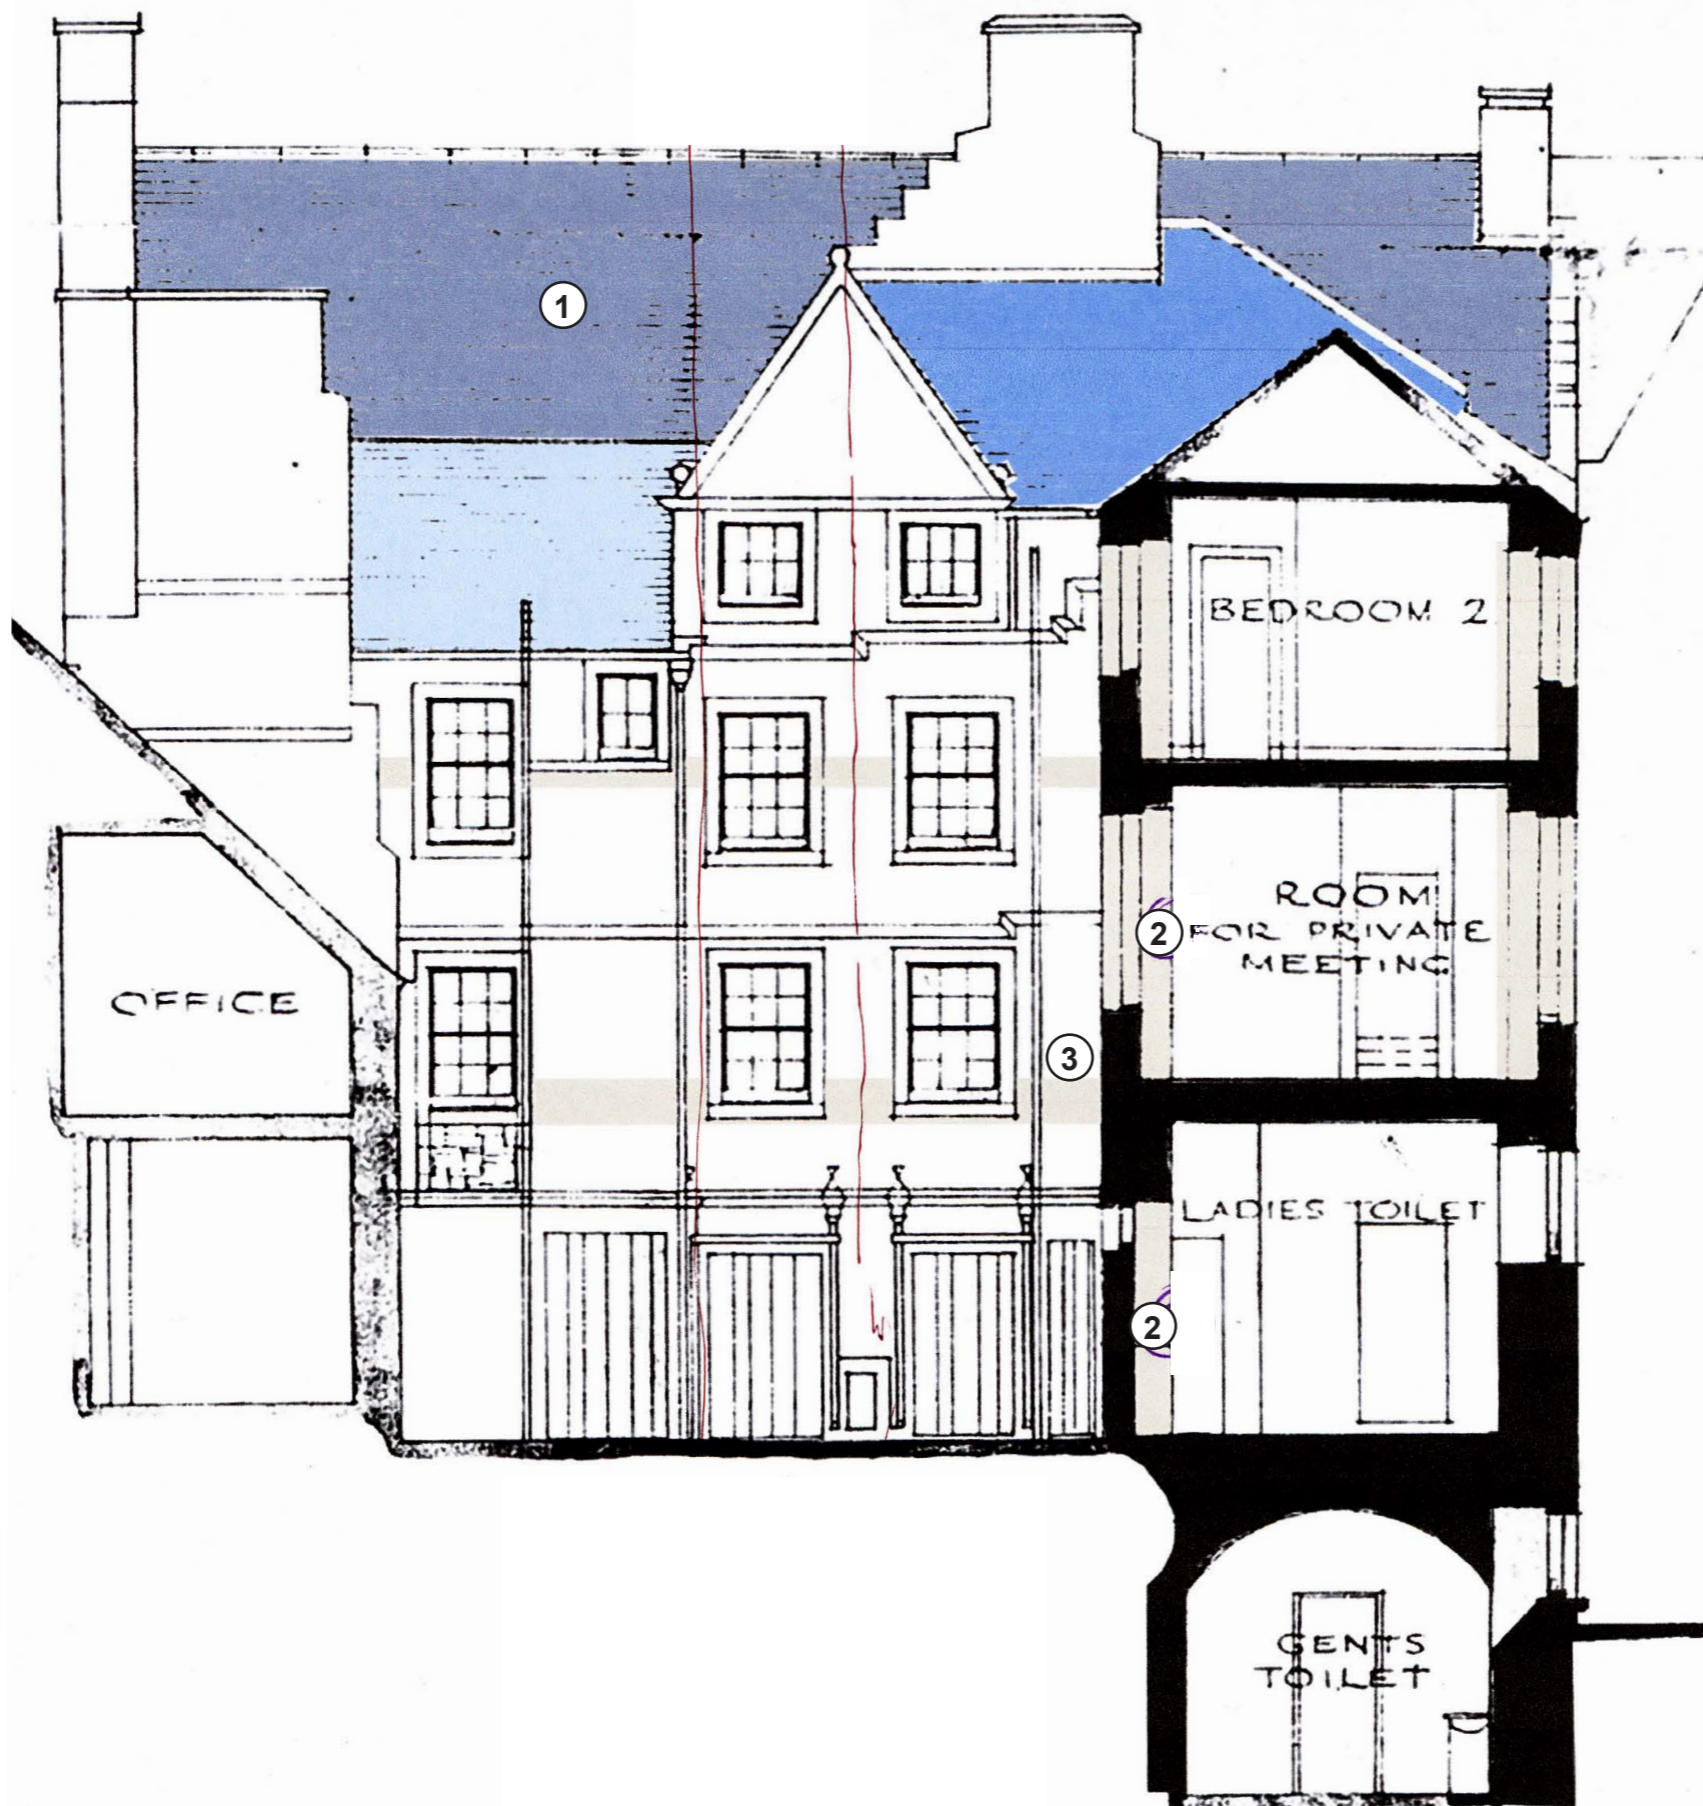 1
BEDROOM 2
ROOM
2 FOR PRIVATE
MEETING
OFFICE
3
LADIES TOILET
2
GENTS
TOILET